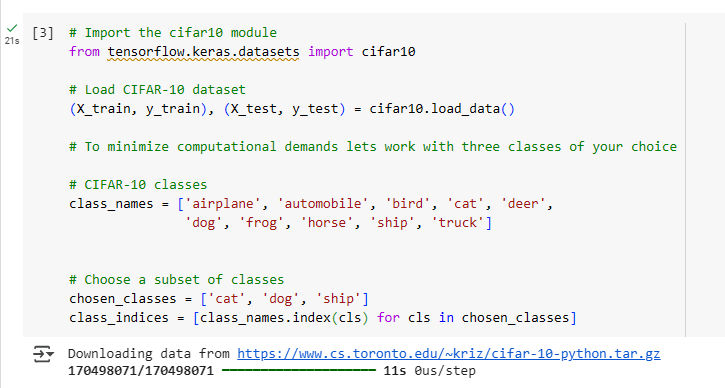 [3] # Import the cifar10 module
21s from tensorflow.keras.datasets import cifar10
# Load CIFAR-10 dataset
(X_train, y_train), (X_test, y_test) = cifar10.load_data()
# To minimize computational demands lets work with three classes of your choice
# CIFAR-10 classes
class_names = ['airplane', 'automobile', 'bird', 'cat', 'deer',
'dog', 'frog', 'horse', 'ship', 'truck']
# Choose a subset of classes
chosen_classes = ['cat', 'dog', 'ship']
class_indices = [class_names.index(cls) for cls in chosen_classes]
Downloading data from https://www.cs.toronto.edu/~kriz/cifar-10-python.tar.gz
170498071/170498071 ━━━━━━━━━━━━━━━━━━━━ 11s 0us/step